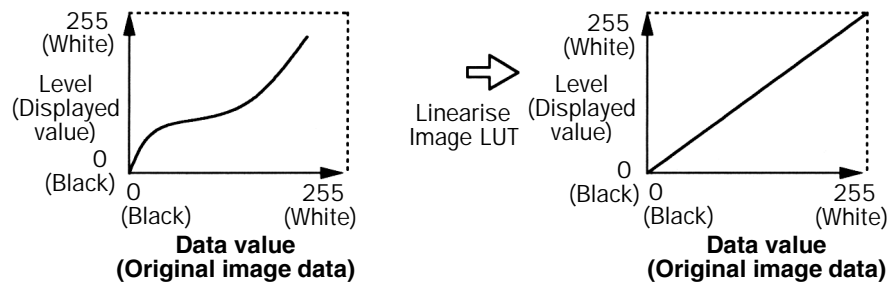 255
(White)
Level
(Displayed
value)
0
(Black)
0
(Black)
255
(White)
Data value
(Original image data)
Linearise
Image LUT
255
(White)
Level
(Displayed
value)
0
(Black)
0
(Black)
255
(White)
Data value
(Original image data)